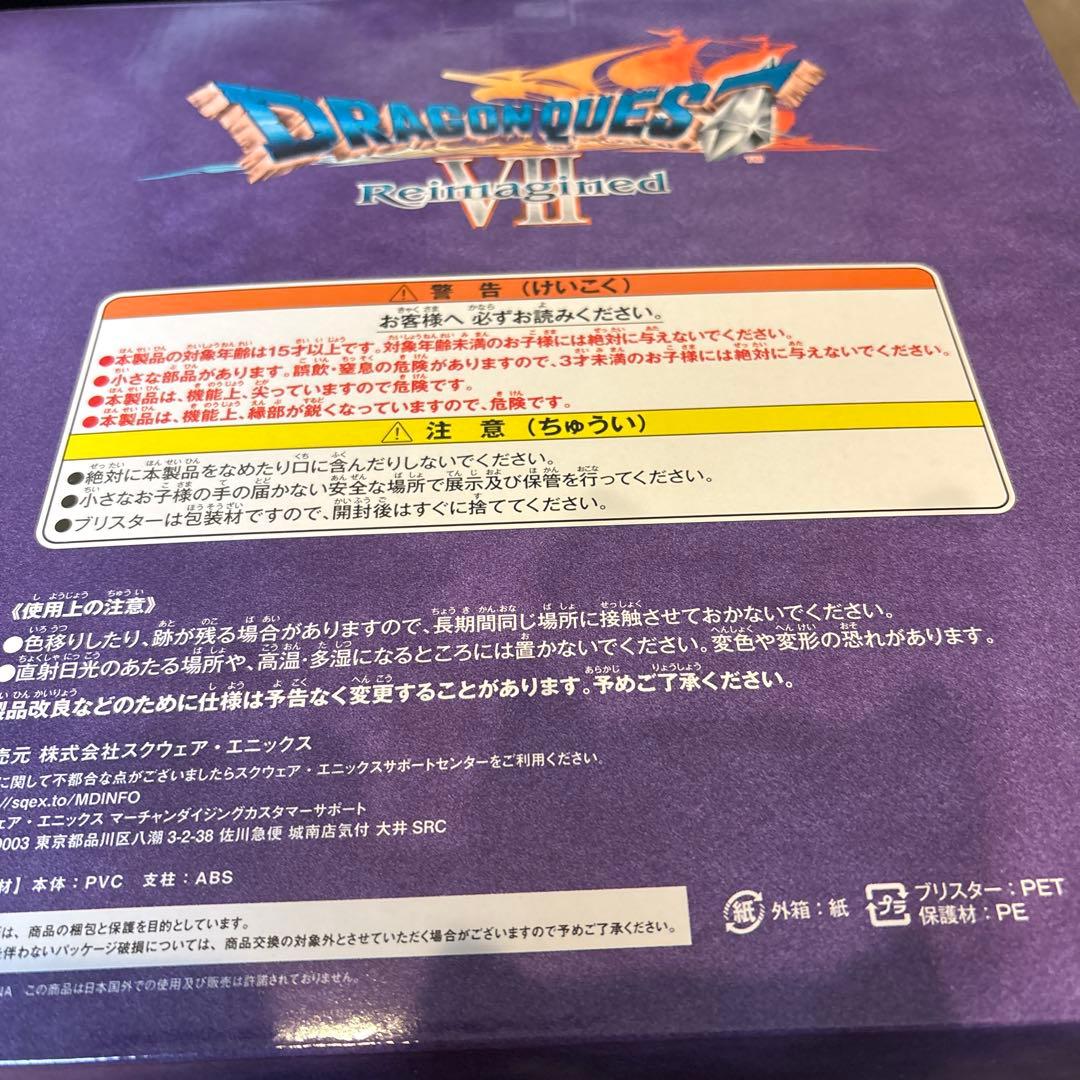 DRAGON QUEST
VII
Reimagined
TM
⚠ 警 告 (けいこく)
お客様へ 必ずお読みください。
●本製品の対象年齢は15才以上です。対象年齢未満のお子様には絶対に与えないでください。
●小さな部品があります。誤飲・窒息の危険がありますので、3才未満のお子様には絶対に与えないでください。
●本製品は、機能上、尖っていますので危険です。
●本製品は、機能上、縁部が鋭くなっていますので、危険です。
⚠ 注 意 (ちゅうい)
●絶対に本製品をなめたり口に含んだりしないでください。
●小さなお子様の手の届かない安全な場所で展示及び保管を行ってください。
●ブリスターは包装材ですので、開封後はすぐに捨ててください。
《使用上の注意》
●色移りしたり、跡が残る場合がありますので、長期間同じ場所に接触させておかないでください。
●直射日光のあたる場所や、高温・多湿になるところには置かないでください。変色や変形の恐れがあります。
製品改良などのために仕様は予告なく変更することがあります。予めご了承ください。
売元 株式会社スクウェア・エニックス
に関して不都合な点がございましたらスクウェア・エニックスサポートセンターをご利用ください。
//sqex.to/MDINFO
ェア・エニックス マーチャンダイジングカスタマーサポート
0003 東京都品川区八潮 3-2-38 佐川急便 城南店気付 大井 SRC
材】本体：PVC 支柱：ABS
は、商品の梱包と保護を目的としています。
を伴わないパッケージ破損については、商品交換の対象外とさせていただく場合がございますので予めご了承ください。
NA この商品は日本国外での使用及び販売は許諾されておりません。
紙 外箱：紙
プラ ブリスター：PET
保護材：PE